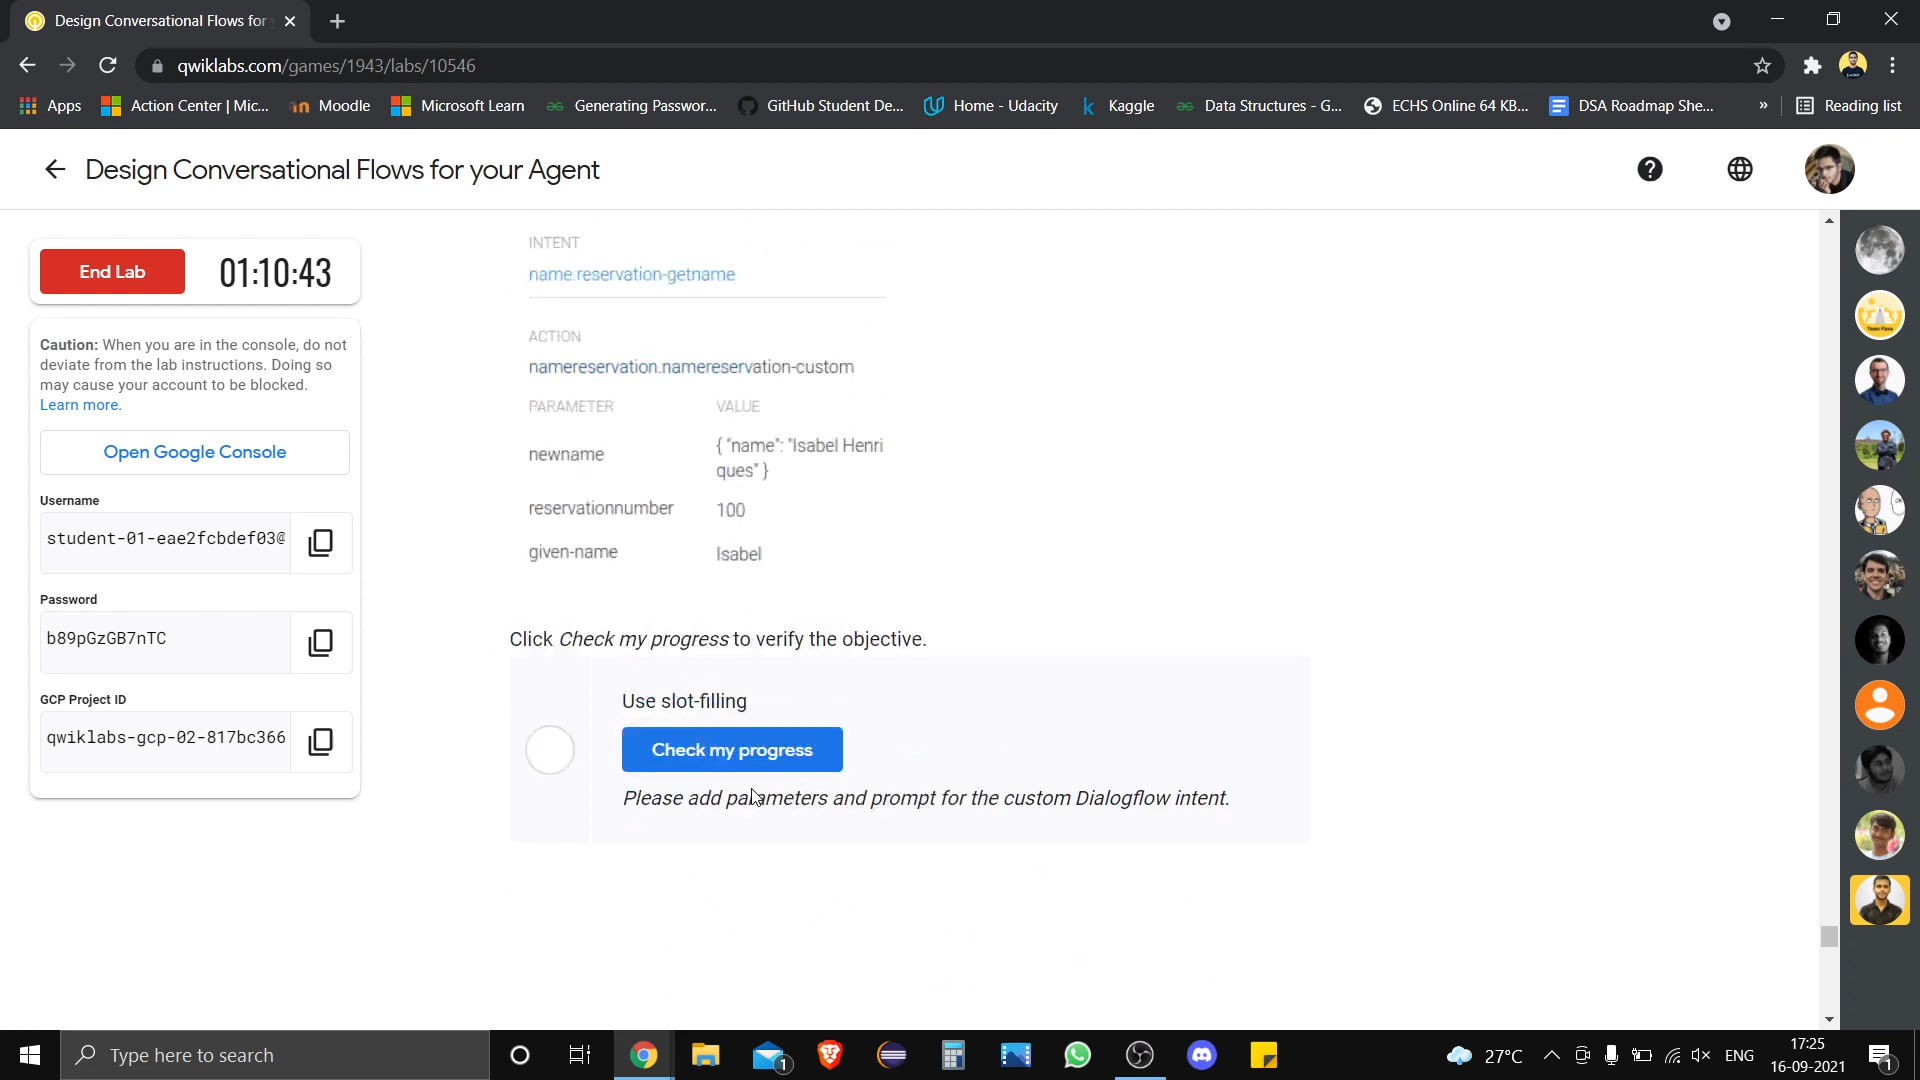 Design Conversational Flows for
qwiklabs.com/games/1943/labs/10546
Apps
Action Center | Mic...
Moodle
Microsoft Learn
Generating Passwor...
GitHub Student De...
Home - Udacity
Kaggle
Data Structures - G...
ECHS Online 64 KB...
DSA Roadmap She...
»
Reading list
Design Conversational Flows for your Agent
End Lab
01:10:43
Caution: When you are in the console, do not
deviate from the lab instructions. Doing so
may cause your account to be blocked.
Learn more.
Open Google Console
Username
student-01-eae2fcbdef03@
Password
b89pGzGB7nTC
GCP Project ID
qwiklabs-gcp-02-817bc366
INTENT
name.reservation-getname
ACTION
namereservation.namereservation-custom
PARAMETER VALUE
newname { "name": "Isabel Henri
ques" }
reservationnumber 100
given-name Isabel
Click Check my progress to verify the objective.
Use slot-filling
Check my progress
Please add parameters and prompt for the custom Dialogflow intent.
Type here to search
1
27°C
ENG
17:25
16-09-2021
1